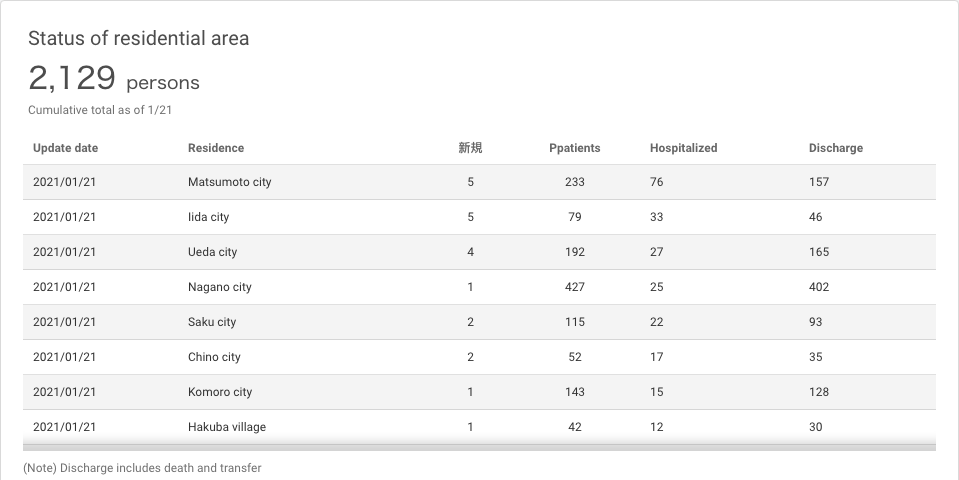 Status of residential area
2,129 persons
Cumulative total as of 1/21
Update date Residence 新規 Ppatients Hospitalized Discharge
2021/01/21 Matsumoto city 5 233 76 157
2021/01/21 Iida city 5 79 33 46
2021/01/21 Ueda city 4 192 27 165
2021/01/21 Nagano city 1 427 25 402
2021/01/21 Saku city 2 115 22 93
2021/01/21 Chino city 2 52 17 35
2021/01/21 Komoro city 1 143 15 128
2021/01/21 Hakuba village 1 42 12 30
(Note) Discharge includes death and transfer